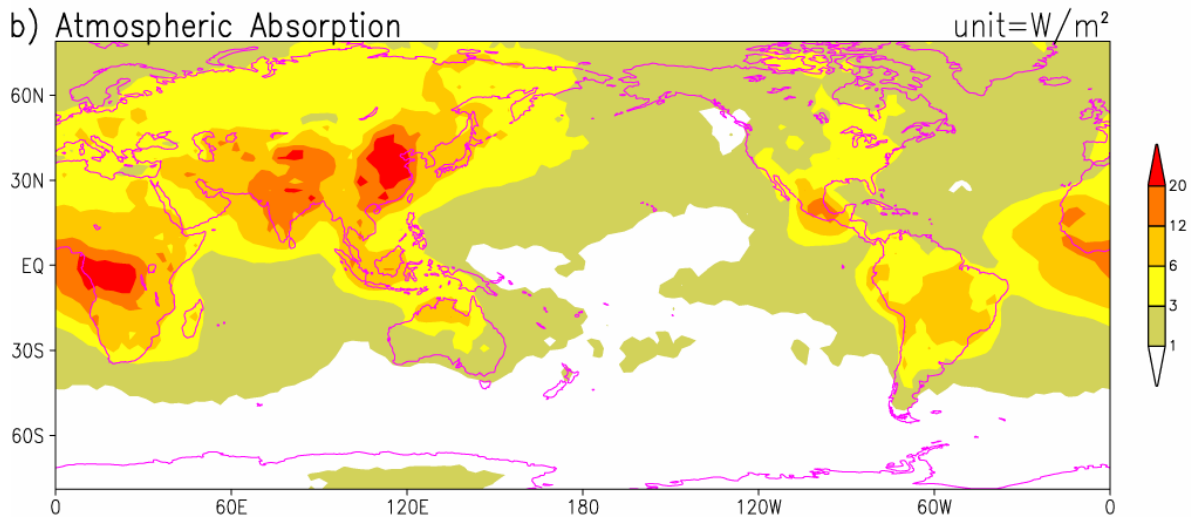 b) Atmospheric Absorption unit=W/m²
60N
30N
EQ
30S
60S
0 60E 120E 180 120W 60W 0
20
12
6
3
1